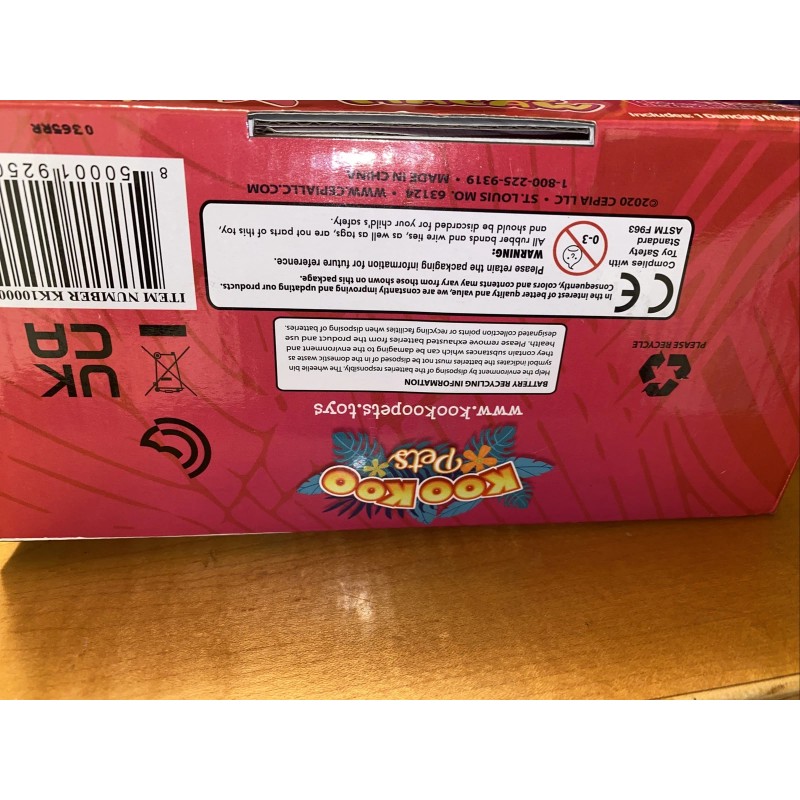 KOO KOO
Pets
www.kookoopets.toys
PLEASE RECYCLE
BATTERY RECYCLING INFORMATION
Help the environment by disposing of the batteries responsibly. The wheelie bin
symbol indicates the batteries must not be disposed of in the domestic waste as
they contain substances which can be damaging to the environment and
health. Please remove exhausted batteries from the product and use
designated collection points or recycling facilities when disposing of batteries.
UK
CA
CE
In the interest of better quality and value, we are constantly improving and updating our products.
Consequently, colors and contents may vary from those shown on this package.
Please retain the packaging information for future reference.
0-3
WARNING:
All rubber bands and wire ties, as well as tags, are not parts of this toy,
and should be discarded for your child's safety.
Complies with
Toy Safety
Standard
ASTM F963
ITEM NUMBER KK10000
8 50001 9250
©2020 CEPIA LLC • ST. LOUIS MO. 63124 • WWW.CEPIALLC.COM
1-800-225-9319 • MADE IN CHINA
0365RR
Includes: 1 Dancing